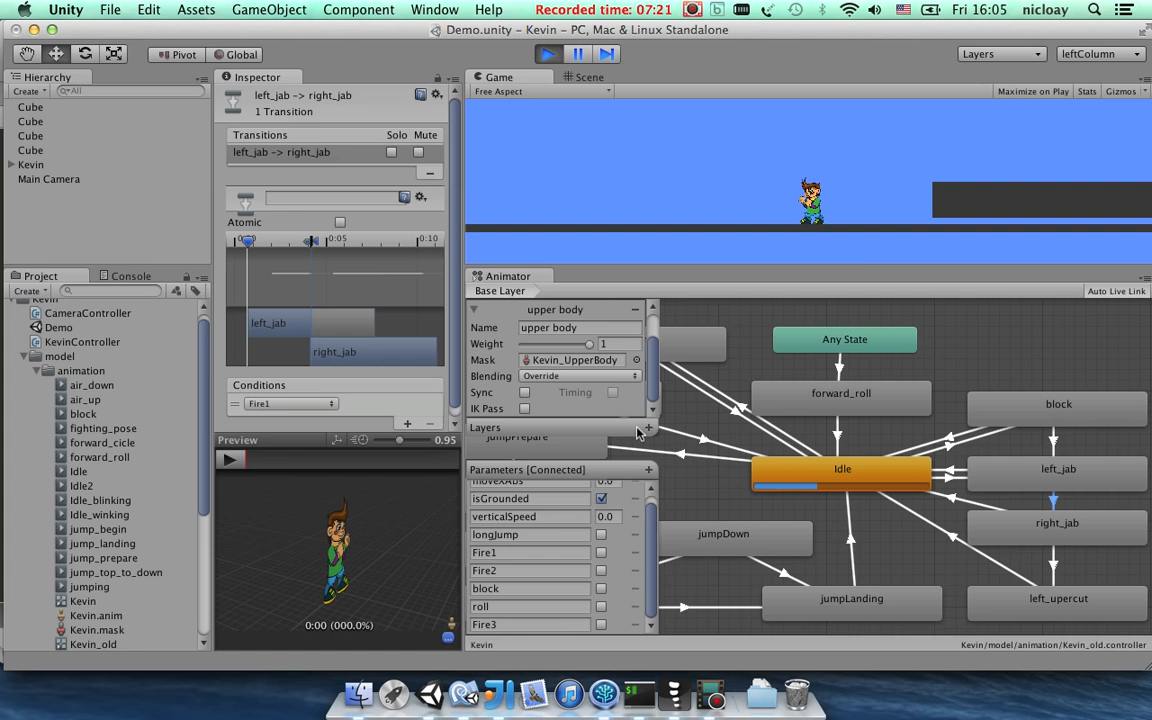 Unity File Edit Assets GameObject Component Window Help Recorded time: 07:21 Fri 16:05 nicloay
Demo.unity - Kevin - PC, Mac & Linux Standalone
Pivot Global Layers leftColumn
Hierarchy
Create All
Cube
Cube
Cube
Cube
Kevin
Main Camera
Project Console
Create
Kevin
CameraController
Demo
KevinController
model
animation
air_down
air_up
block
fighting_pose
forward_cicle
forward_roll
Idle
Idle2
Idle_blinking
Idle_winking
jump_begin
jump_landing
jump_prepare
jump_top_to_down
jumping
Kevin
Kevin.anim
Kevin.mask
Kevin_old
Inspector
left_jab -> right_jab
1 Transition
Transitions Solo Mute
left_jab -> right_jab
Atomic
0:05 0:10
left_jab
right_jab
Conditions
Fire1
Preview 0.95
0:00 (000.0%)
Game Scene
Free Aspect Maximize on Play Stats Gizmos
Animator
Base Layer Auto Live Link
upper body
Name upper body
Weight 1
Mask Kevin_UpperBody
Blending Override
Sync Timing
IK Pass
Layers
jumpPrepare
Parameters [Connected]
moveXAbs 0.0
isGrounded
verticalSpeed 0.0
longJump
Fire1
Fire2
block
roll
Fire3
Any State
forward_roll
block
Idle
left_jab
right_jab
jumpDown
jumpLanding
left_upercut
Kevin Kevin/model/animation/Kevin_old.controller